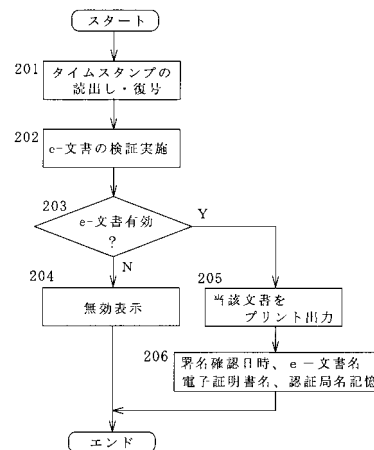 スタート
201
タイムスタンプの
読出し・復号
202
e-文書の検証実施
203
e-文書有効
?
Y
N
204
無効表示
205
当該文書を
プリント出力
206
署名確認日時、e－文書名
電子証明書名、認証局名記憶
エンド